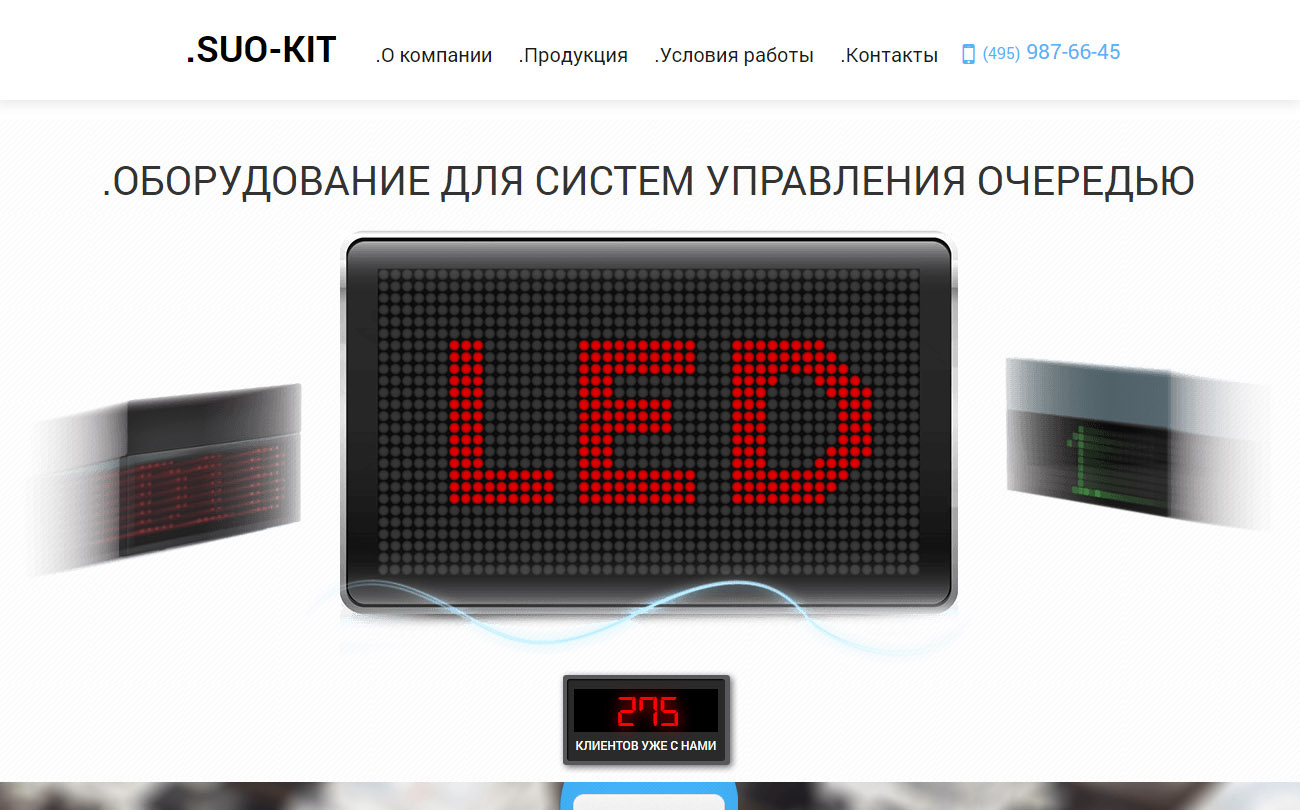 .SUO-KIT
.О компании .Продукция .Условия работы .Контакты (495) 987-66-45
.ОБОРУДОВАНИЕ ДЛЯ СИСТЕМ УПРАВЛЕНИЯ ОЧЕРЕДЬЮ
LED
275
КЛИЕНТОВ УЖЕ С НАМИ